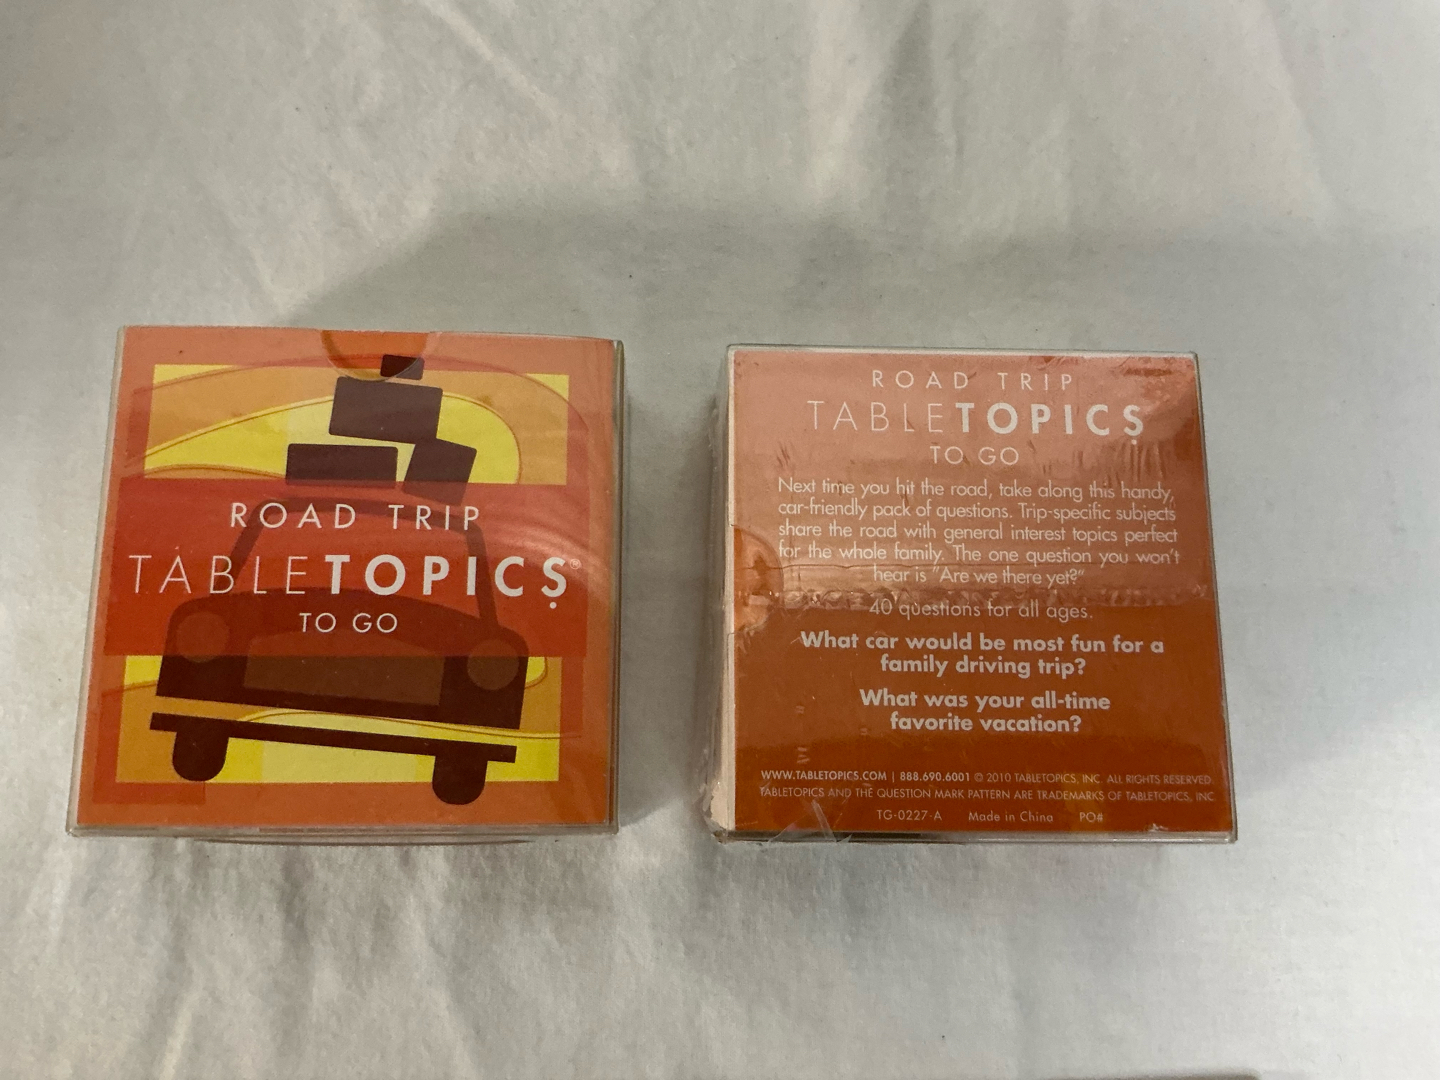 ROAD TRIP
TABLETOPICS®
TO GO
ROAD TRIP
TABLETOPICS
TO GO
Next time you hit the road, take along this handy,
car-friendly pack of questions. Trip-specific subjects
share the road with general interest topics perfect
for the whole family. The one question you won't
hear is "Are we there yet?"
40 questions for all ages.
What car would be most fun for a
family driving trip?
What was your all-time
favorite vacation?
WWW.TABLETOPICS.COM | 888.690.6001 © 2010 TABLETOPICS, INC. ALL RIGHTS RESERVED.
TABLETOPICS AND THE QUESTION MARK PATTERN ARE TRADEMARKS OF TABLETOPICS, INC.
TG-0227-A Made in China PO#